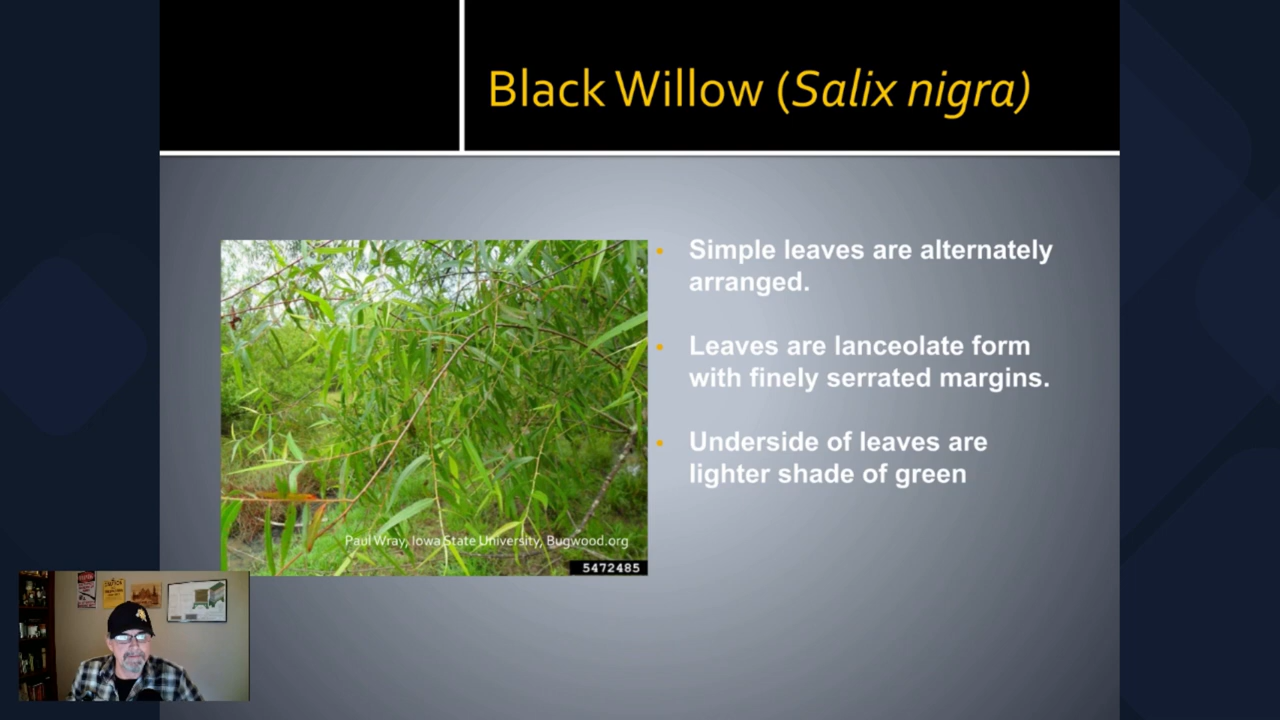 Black Willow (Salix nigra)
Simple leaves are alternately
arranged.
Leaves are lanceolate form
with finely serrated margins.
Underside of leaves are
lighter shade of green
Paul Wray, Iowa State University, Bugwood.org
5472485